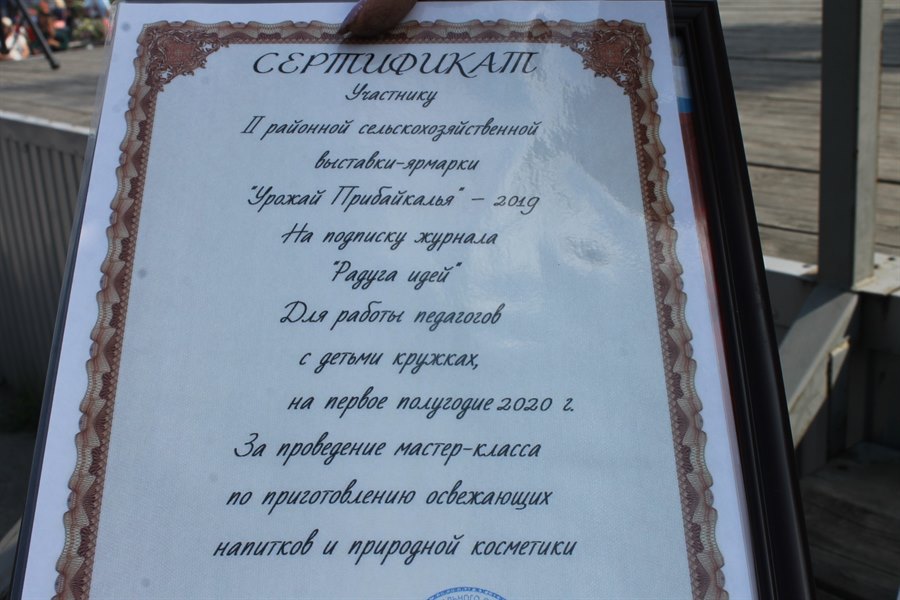 СЕРТИФИКАТ
Участнику
II районной сельскохозяйственной
выставки-ярмарки
"Урожай Прибайкалья" – 2019
На подписку журнала
"Радуга идей"
Для работы педагогов
с детьми кружках,
на первое полугодие 2020 г.
За проведение мастер-класса
по приготовлению освежающих
напитков и природной косметики